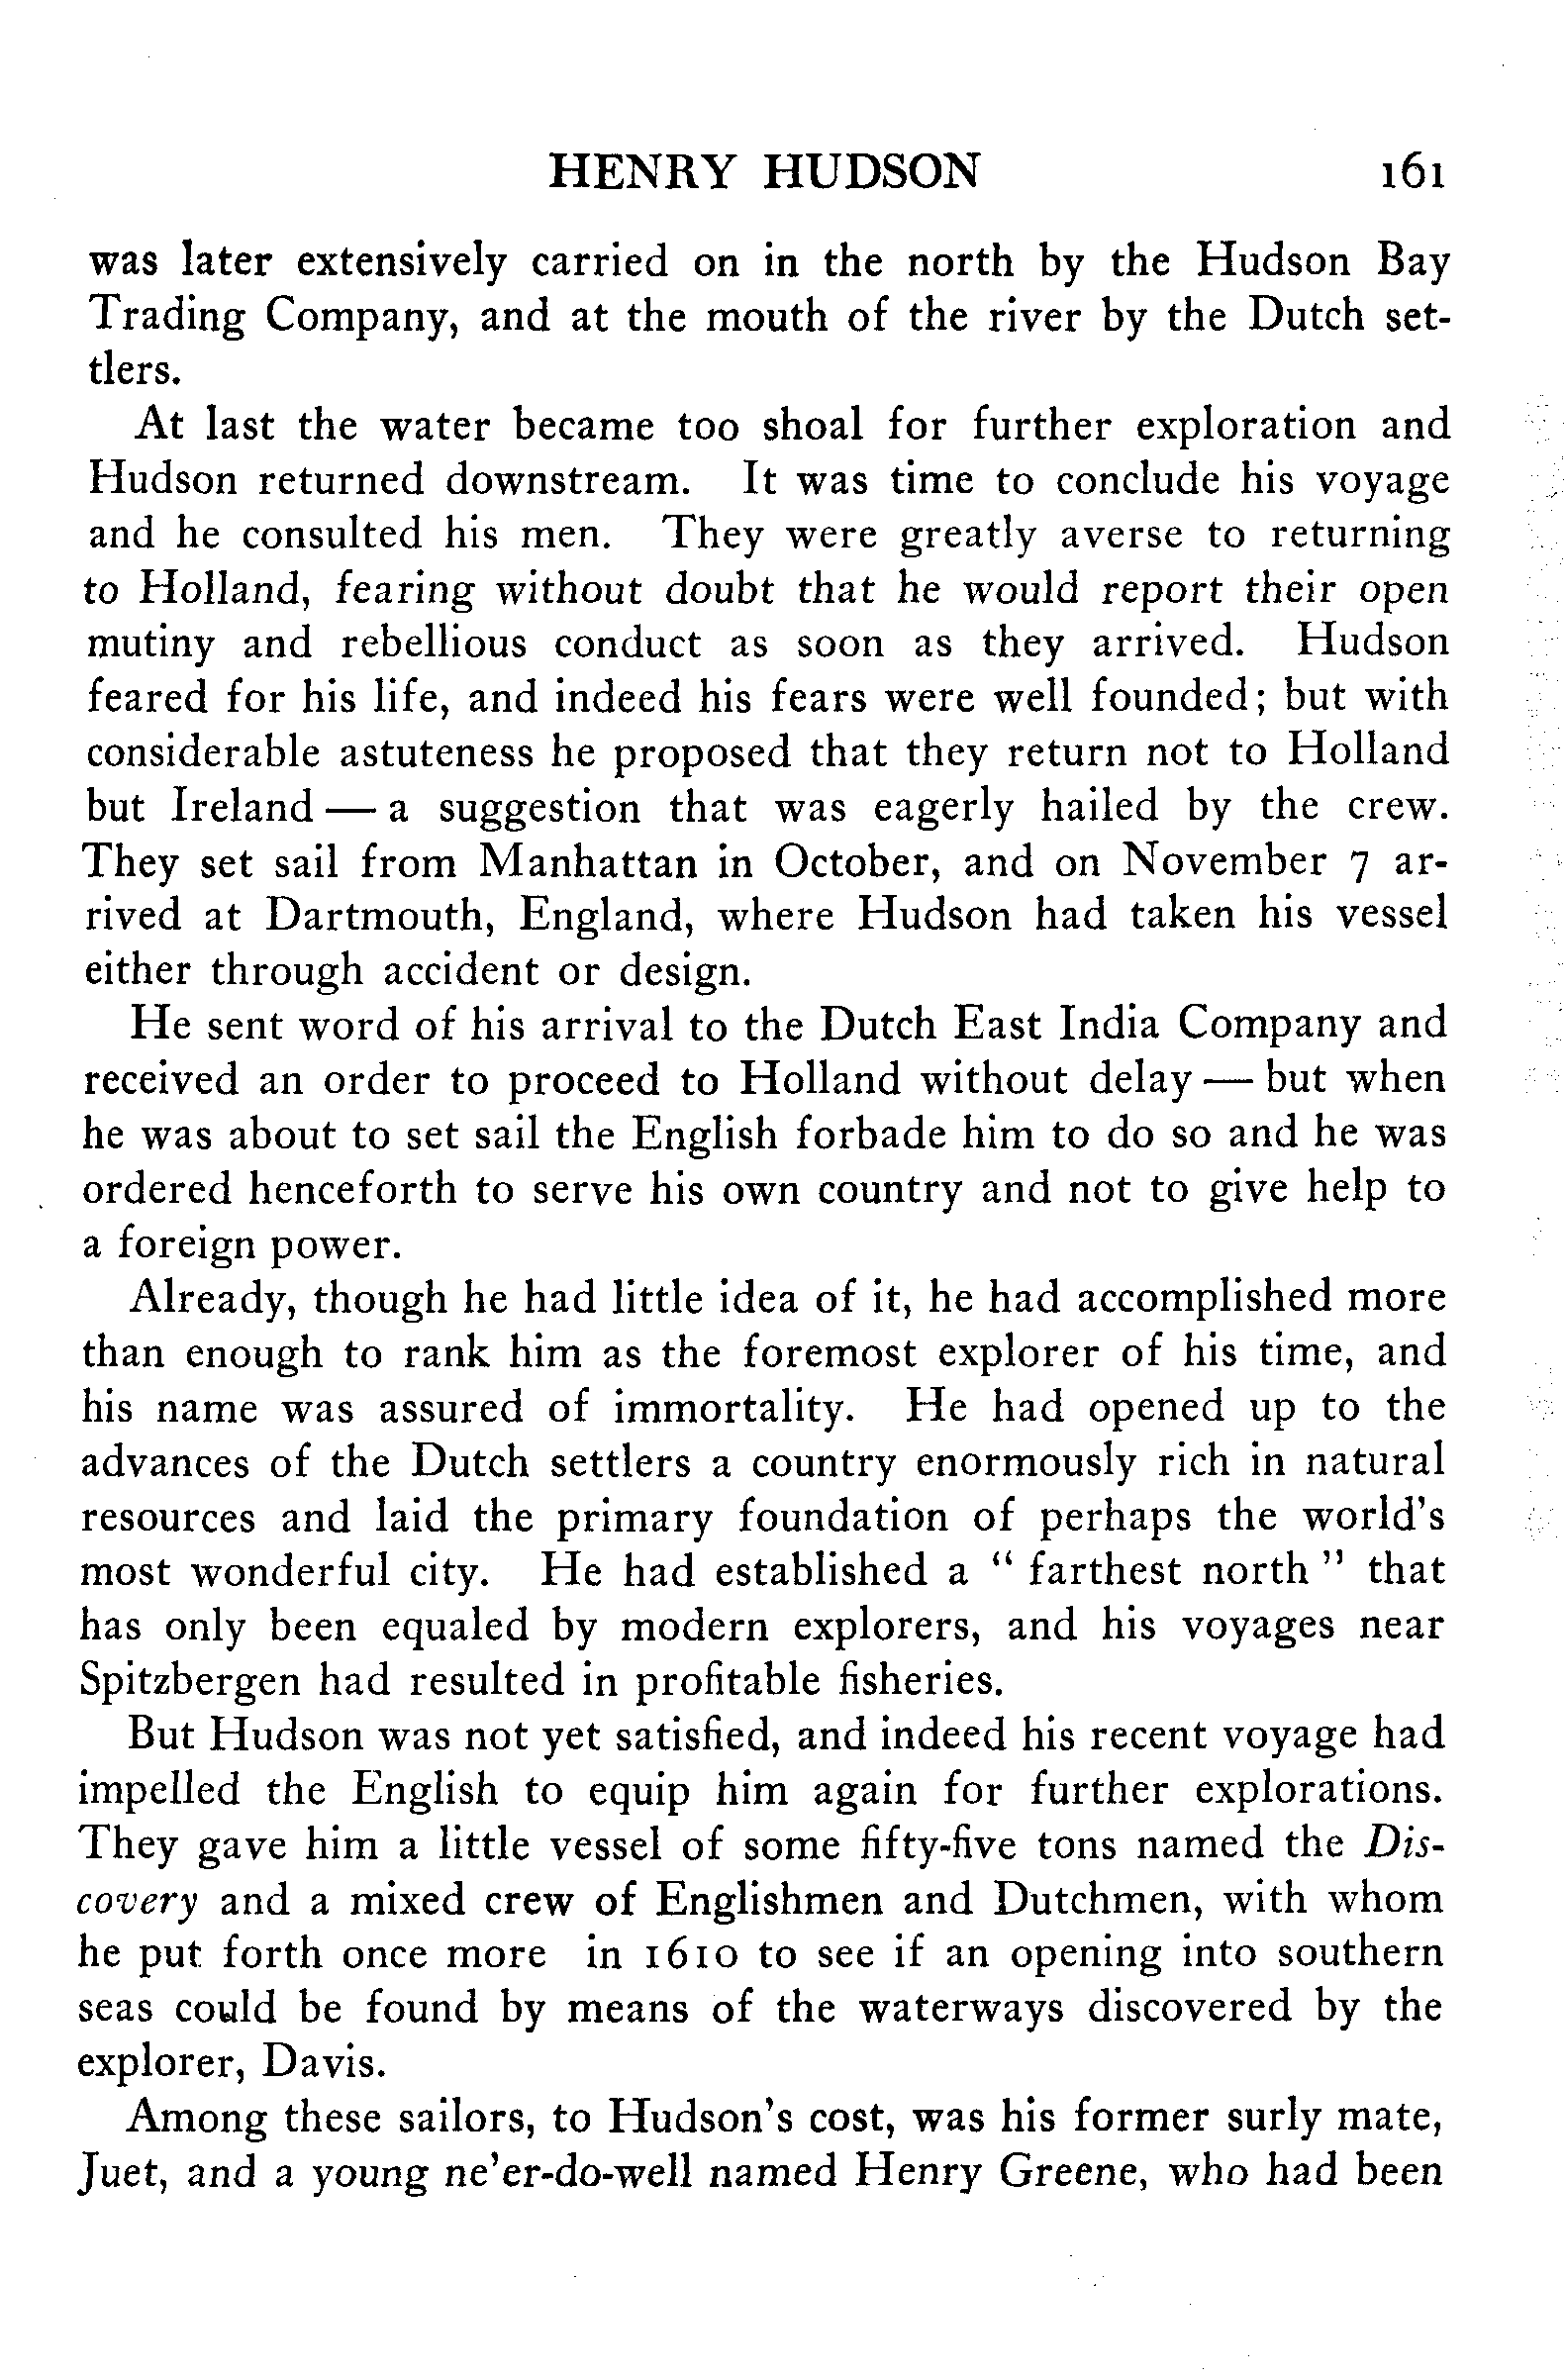 HENRY HUDSON 161
was later extensively carried on in the north by the Hudson Bay
Trading Company, and at the mouth of the river by the Dutch set-
tlers.
At last the water became too shoal for further exploration and
Hudson returned downstream. It was time to conclude his voyage
and he consulted his men. They were greatly averse to returning
to Holland, fearing without doubt that he would report their open
mutiny and rebellious conduct as soon as they arrived. Hudson
feared for his life, and indeed his fears were well founded; but with
considerable astuteness he proposed that they return not to Holland
but Ireland — a suggestion that was eagerly hailed by the crew.
They set sail from Manhattan in October, and on November 7 ar-
rived at Dartmouth, England, where Hudson had taken his vessel
either through accident or design.
He sent word of his arrival to the Dutch East India Company and
received an order to proceed to Holland without delay — but when
he was about to set sail the English forbade him to do so and he was
ordered henceforth to serve his own country and not to give help to
a foreign power.
Already, though he had little idea of it, he had accomplished more
than enough to rank him as the foremost explorer of his time, and
his name was assured of immortality. He had opened up to the
advances of the Dutch settlers a country enormously rich in natural
resources and laid the primary foundation of perhaps the world's
most wonderful city. He had established a " farthest north " that
has only been equaled by modern explorers, and his voyages near
Spitzbergen had resulted in profitable fisheries.
But Hudson was not yet satisfied, and indeed his recent voyage had
impelled the English to equip him again for further explorations.
They gave him a little vessel of some fifty-five tons named the Dis-
covery and a mixed crew of Englishmen and Dutchmen, with whom
he put forth once more in 1610 to see if an opening into southern
seas could be found by means of the waterways discovered by the
explorer, Davis.
Among these sailors, to Hudson's cost, was his former surly mate,
Juet, and a young ne'er-do-well named Henry Greene, who had been